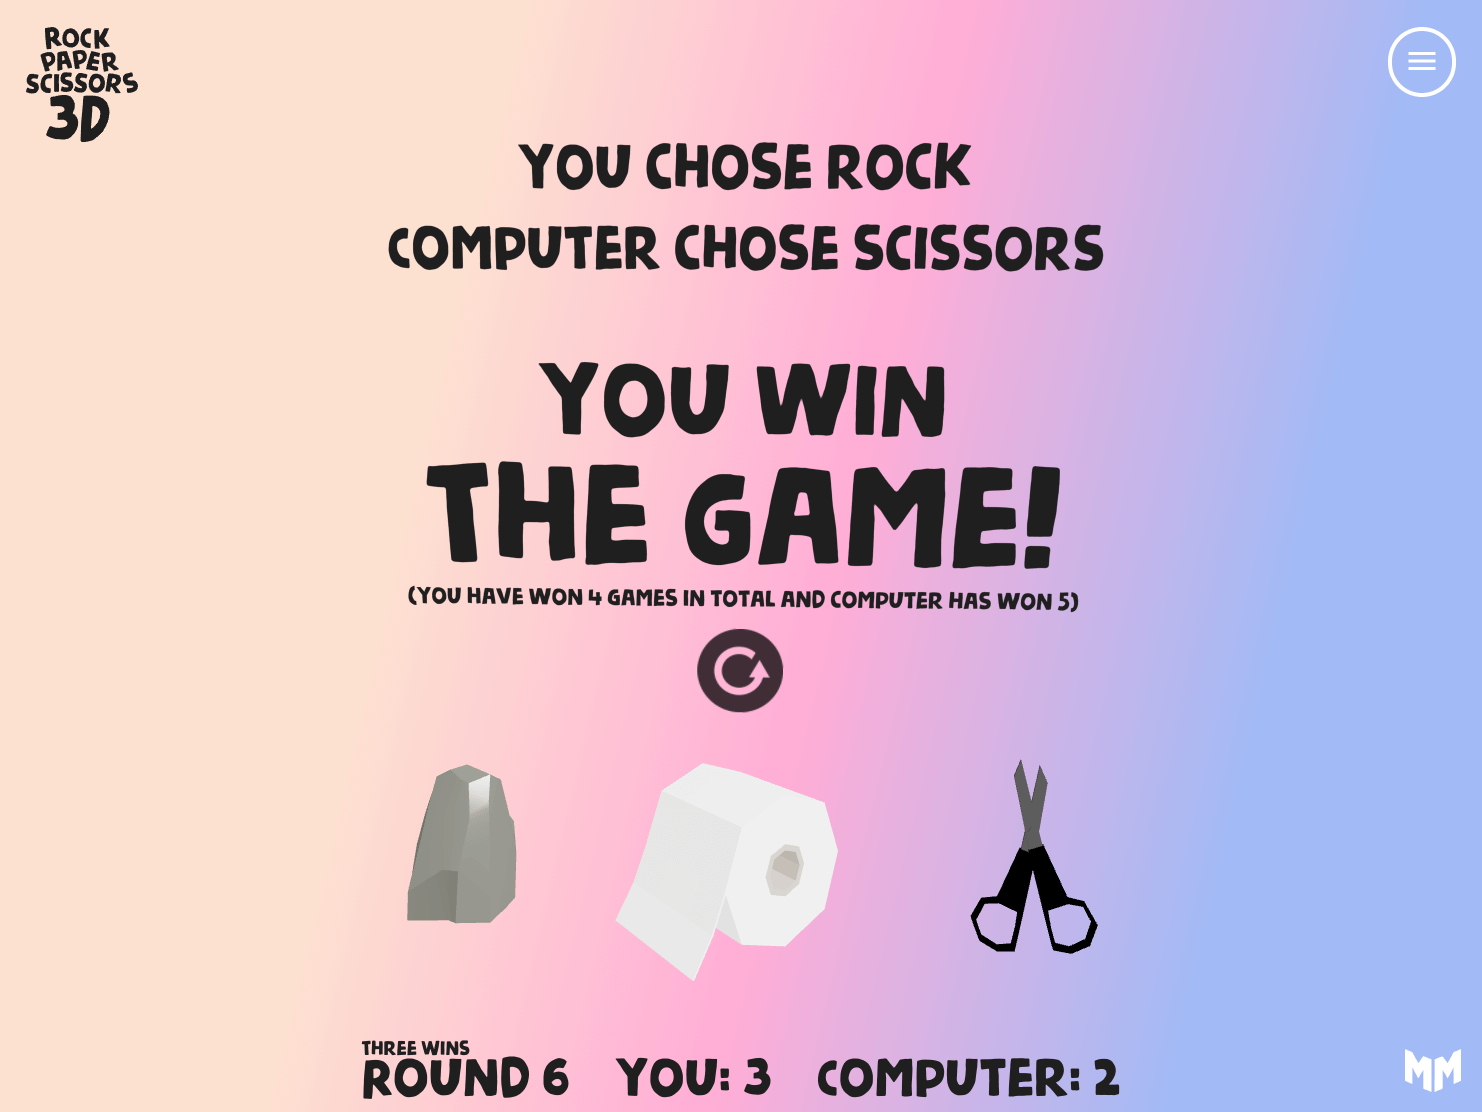 ROCK
PAPER
SCISSORS
3D
YOU CHOSE ROCK
COMPUTER CHOSE SCISSORS
YOU WIN
THE GAME!
(YOU HAVE WON 4 GAMES IN TOTAL AND COMPUTER HAS WON 5)
THREE WINS
ROUND 6 YOU: 3 COMPUTER: 2
MM